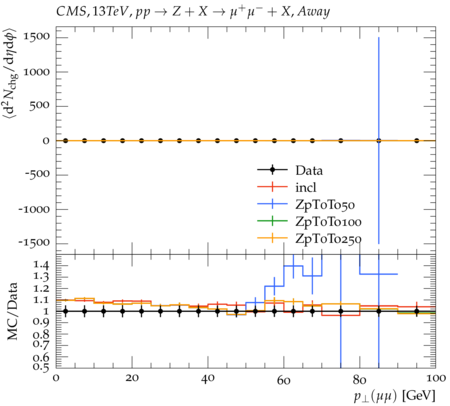 CMS, 13TeV, pp → Z + X → μ⁺μ⁻ + X, Away
⟨d²N_chg/dηdϕ⟩
1500
1000
500
0
-500
-1000
-1500
Data
incl
ZpToTo50
ZpToTo100
ZpToTo250
MC/Data
1.4
1.3
1.2
1.1
1
0.9
0.8
0.7
0.6
0.5
0 20 40 60 80 100
p⊥(μμ) [GeV]